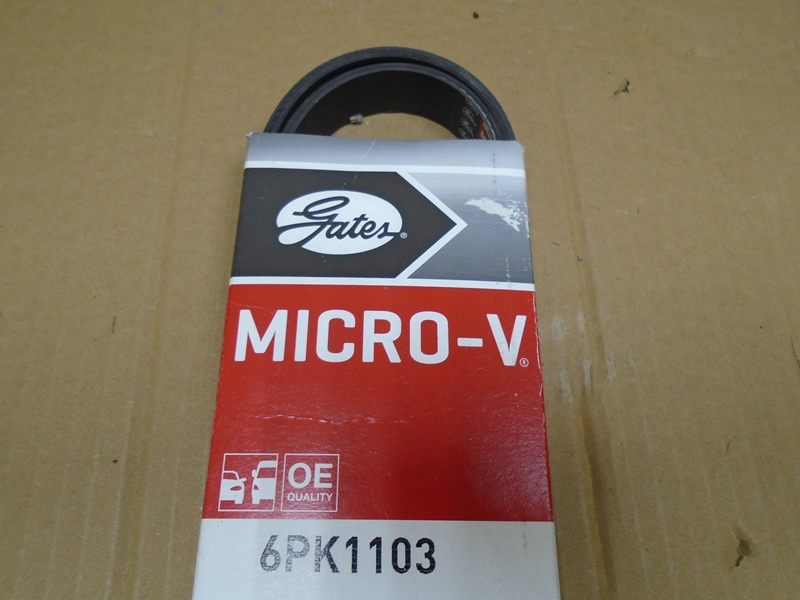 Gates®
MICRO-V®
OE
QUALITY
6PK1103